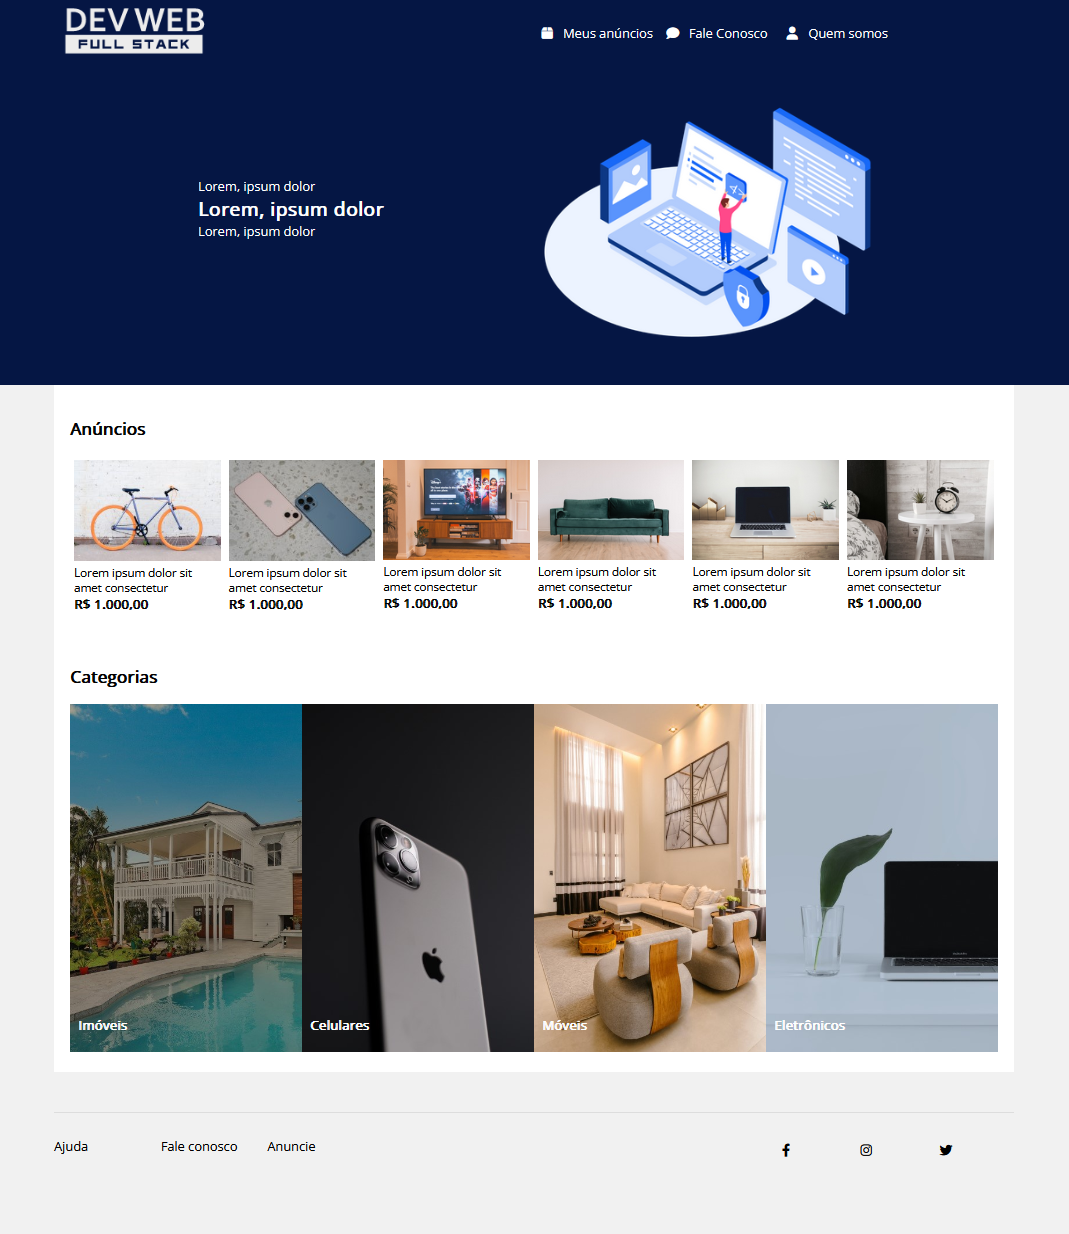 DEV WEB
FULL STACK
Meus anúncios
Fale Conosco
Quem somos
Lorem, ipsum dolor
Lorem, ipsum dolor
Lorem, ipsum dolor
Anúncios
Lorem ipsum dolor sit
amet consectetur
R$ 1.000,00
Lorem ipsum dolor sit
amet consectetur
R$ 1.000,00
Lorem ipsum dolor sit
amet consectetur
R$ 1.000,00
Lorem ipsum dolor sit
amet consectetur
R$ 1.000,00
Lorem ipsum dolor sit
amet consectetur
R$ 1.000,00
Lorem ipsum dolor sit
amet consectetur
R$ 1.000,00
Categorias
Imóveis
Celulares
Móveis
Eletrônicos
Ajuda
Fale conosco
Anuncie